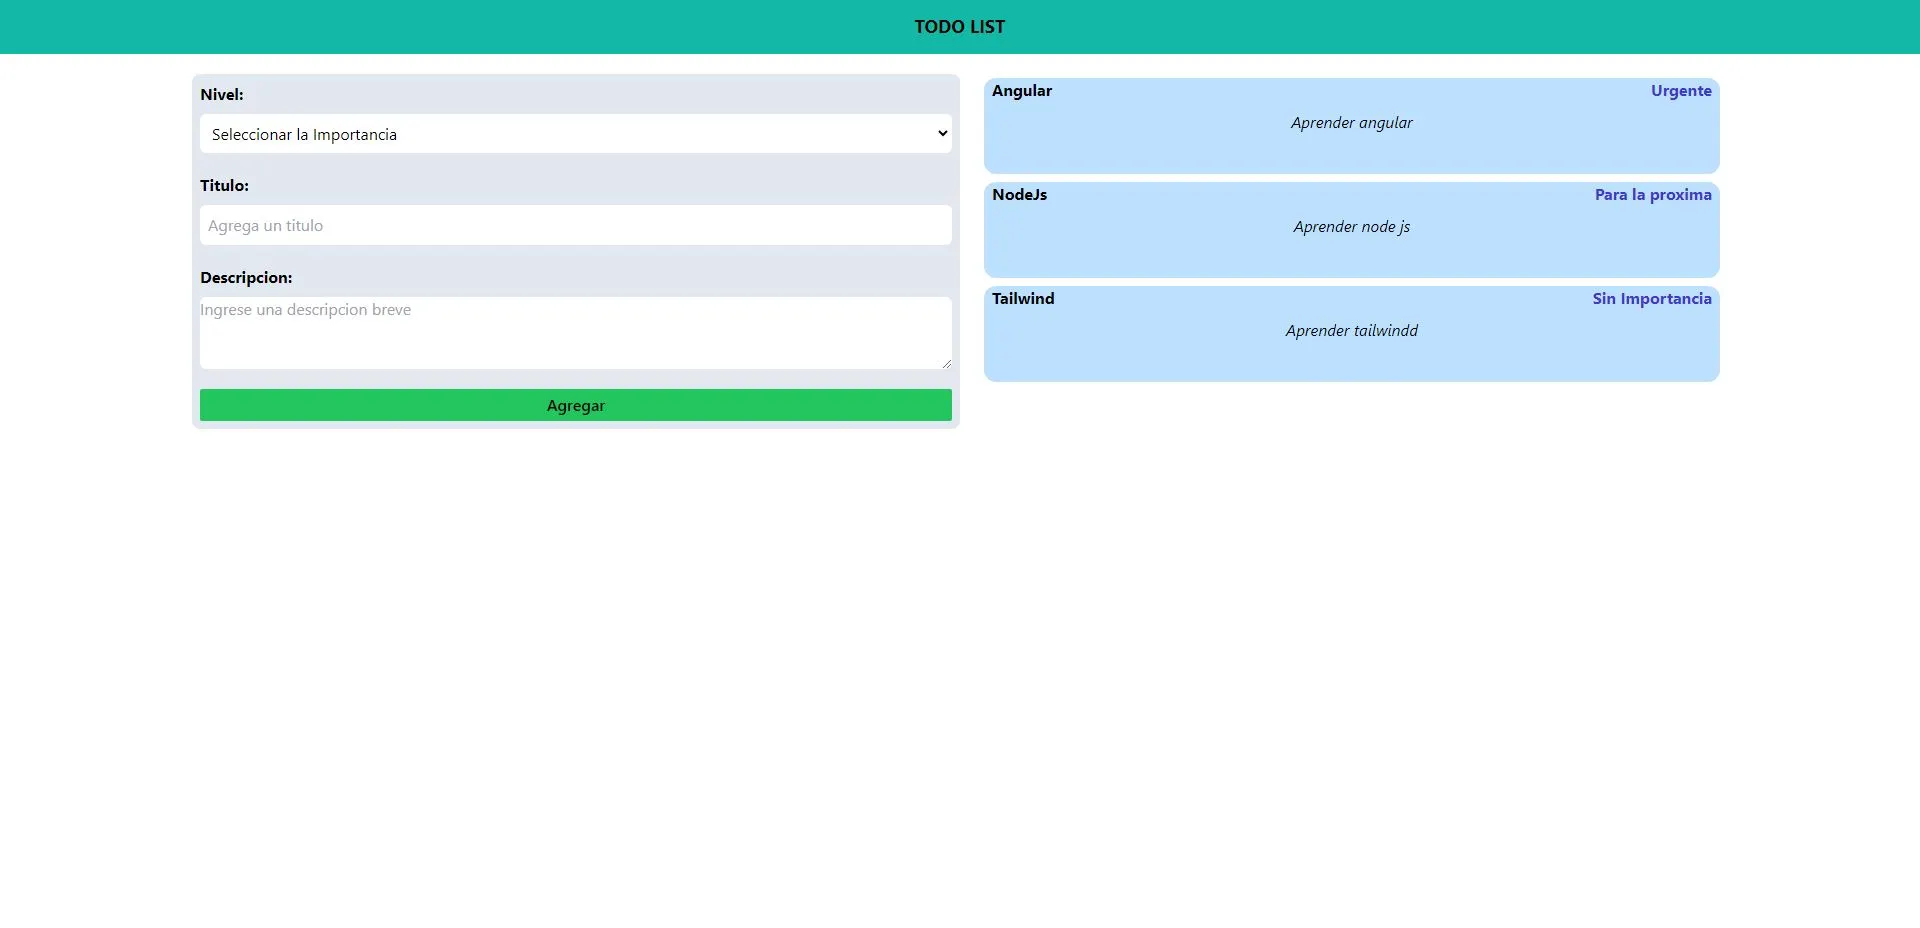 TODO LIST
Nivel:
Seleccionar la Importancia
Titulo:
Agrega un titulo
Descripcion:
Ingrese una descripcion breve
Agregar
Angular
Urgente
Aprender angular
NodeJs
Para la proxima
Aprender node js
Tailwind
Sin Importancia
Aprender tailwindd